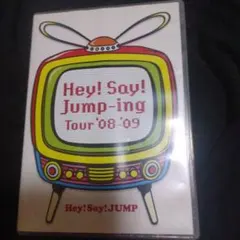 Hey! Say!
Jump-ing
Tour '08-'09
Hey! Say! JUMP